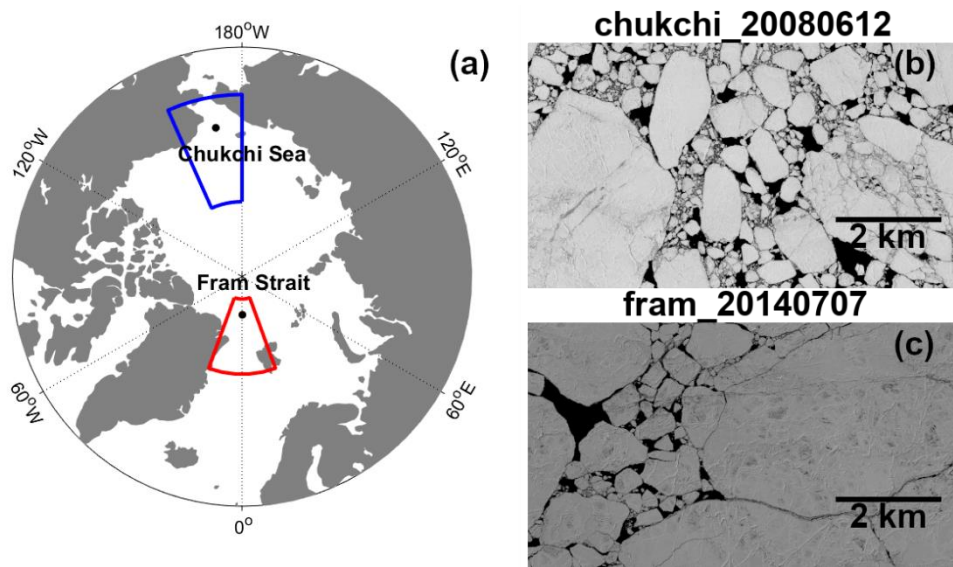 180°W
(a)
120°W
120°E
Chukchi Sea
Fram Strait
60°W
60°E
0°
chukchi_20080612
(b)
2 km
fram_20140707
(c)
2 km